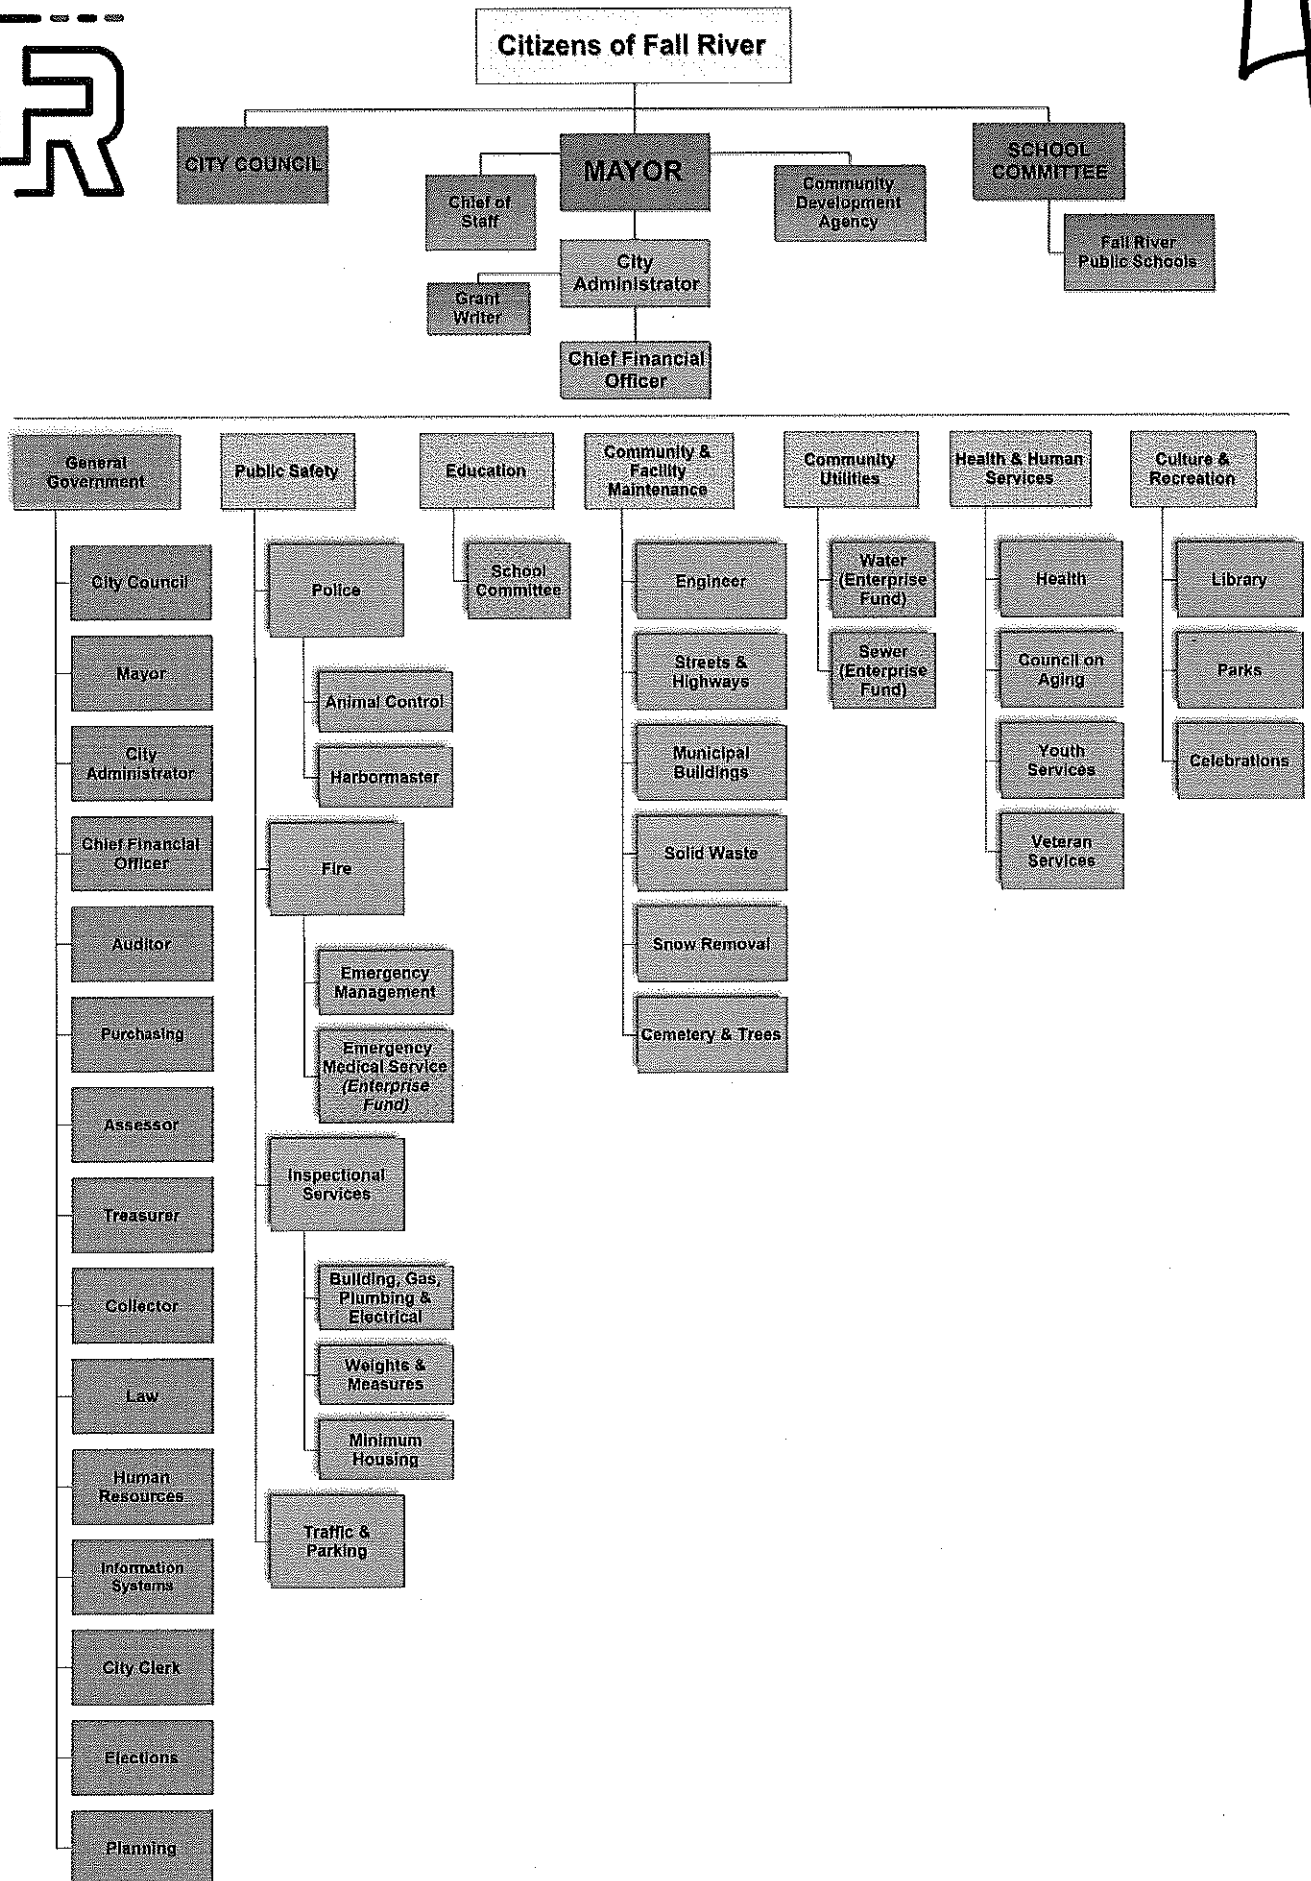 Citizens of Fall River
CITY COUNCIL
MAYOR
SCHOOL
COMMITTEE
Chief of
Staff
Community
Development
Agency
Fall River
Public Schools
City
Administrator
Grant
Writer
Chief Financial
Officer
General
Government
City Council
Mayor
City
Administrator
Chief Financial
Officer
Auditor
Purchasing
Assessor
Treasurer
Collector
Law
Human
Resources
Information
Systems
City Clerk
Elections
Planning
Public Safety
Police
Animal Control
Harbormaster
Fire
Emergency
Management
Emergency
Medical Service
(Enterprise
Fund)
Inspectional
Services
Building, Gas,
Plumbing &
Electrical
Weights &
Measures
Minimum
Housing
Traffic &
Parking
Education
School
Committee
Community &
Facility
Maintenance
Engineer
Streets &
Highways
Municipal
Buildings
Solid Waste
Snow Removal
Cemetery & Trees
Community
Utilities
Water
(Enterprise
Fund)
Sewer
(Enterprise
Fund)
Health & Human
Services
Health
Council on
Aging
Youth
Services
Veteran
Services
Culture &
Recreation
Library
Parks
Celebrations
R